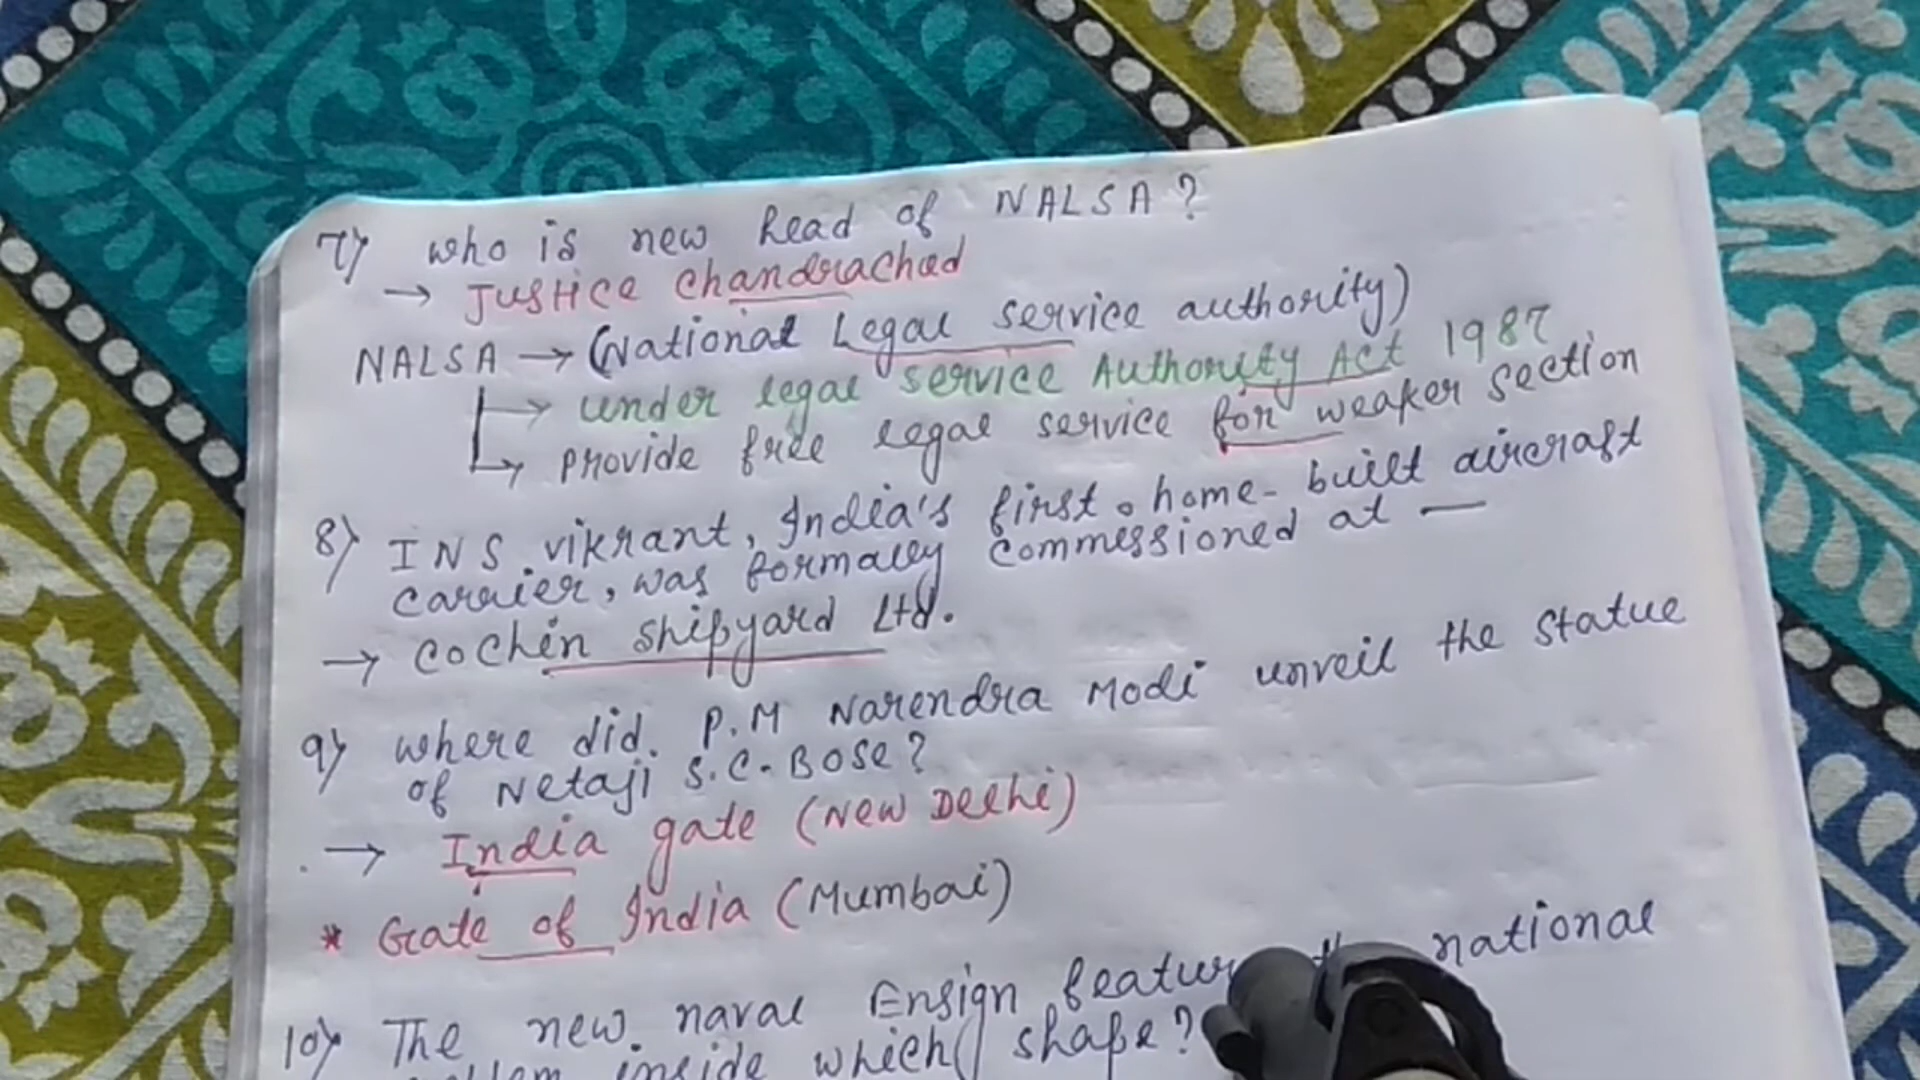 7) who is new head of NALSA?
→ Justice Chandrachud
NALSA → (National Legal service authority)
→ under legal service Authority Act 1987
→ provide free legal service for weaker section
8) INS vikrant, India's first home-built aircraft
carrier, was formally commissioned at —
→ cochin shipyard Ltd.
9) where did P.M Narendra Modi unveil the statue
of Netaji S.C. Bose?
→ India gate (New Delhi)
* Gate of India (Mumbai)
10) The new naval Ensign national
inside which shape?